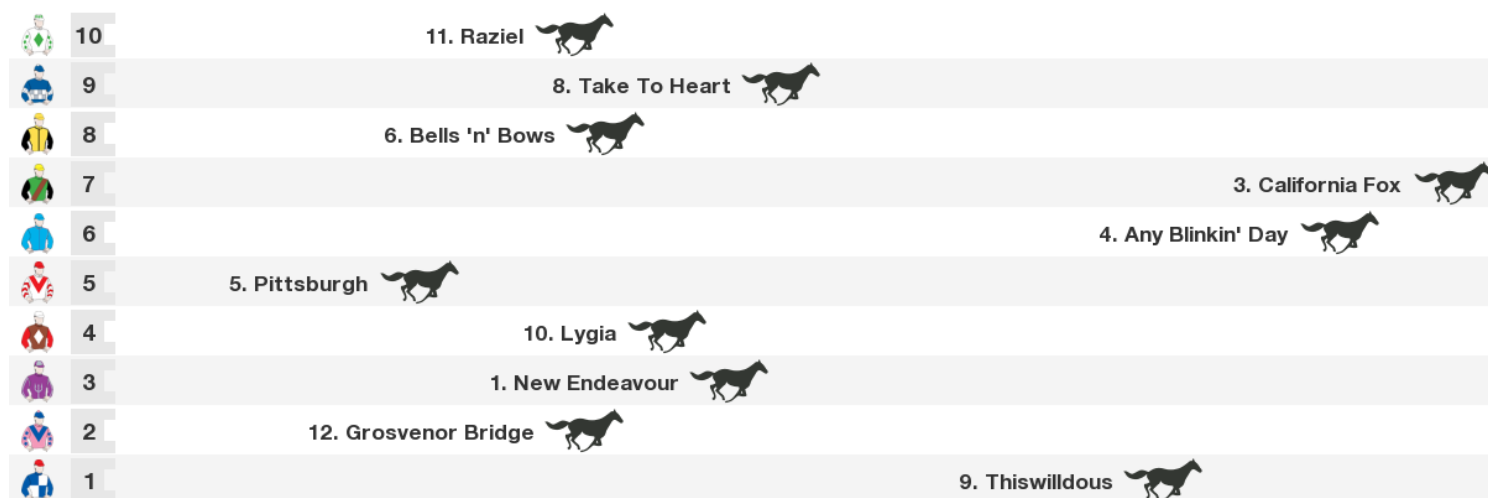 10 11. Raziel
9 8. Take To Heart
8 6. Bells 'n' Bows
7 3. California Fox
6 4. Any Blinkin' Day
5 5. Pittsburgh
4 10. Lygia
3 1. New Endeavour
2 12. Grosvenor Bridge
1 9. Thiswilldous